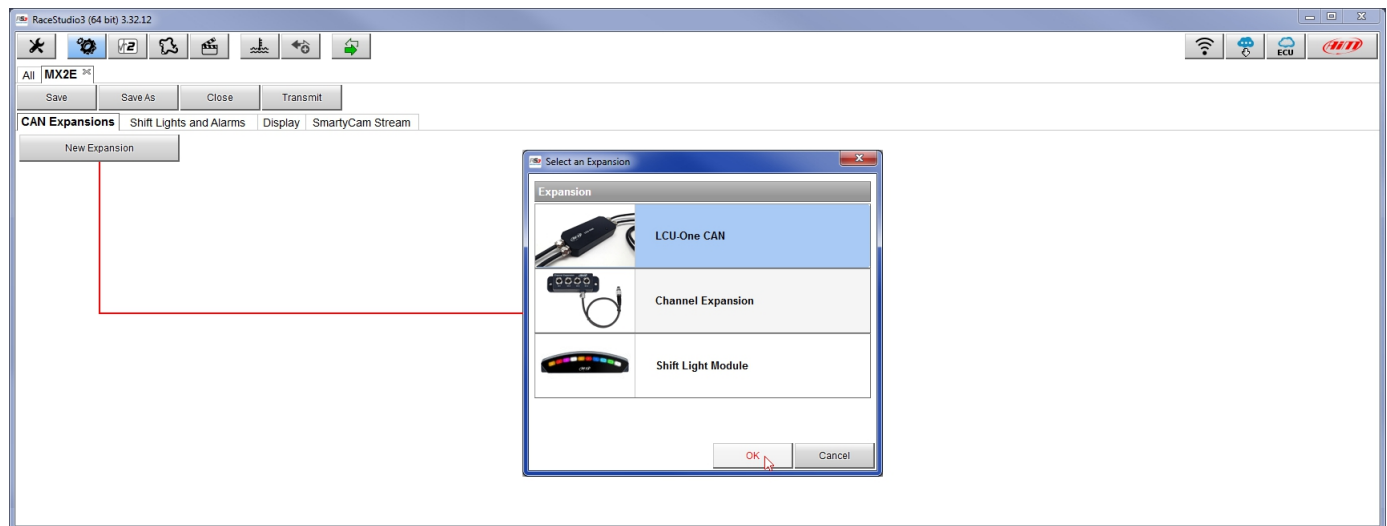 RaceStudio3 (64 bit) 3.32.12
ECU
AiM
All MX2E
Save Save As Close Transmit
CAN Expansions Shift Lights and Alarms Display SmartyCam Stream
New Expansion
Select an Expansion
Expansion
LCU-One CAN
Channel Expansion
Shift Light Module
OK Cancel